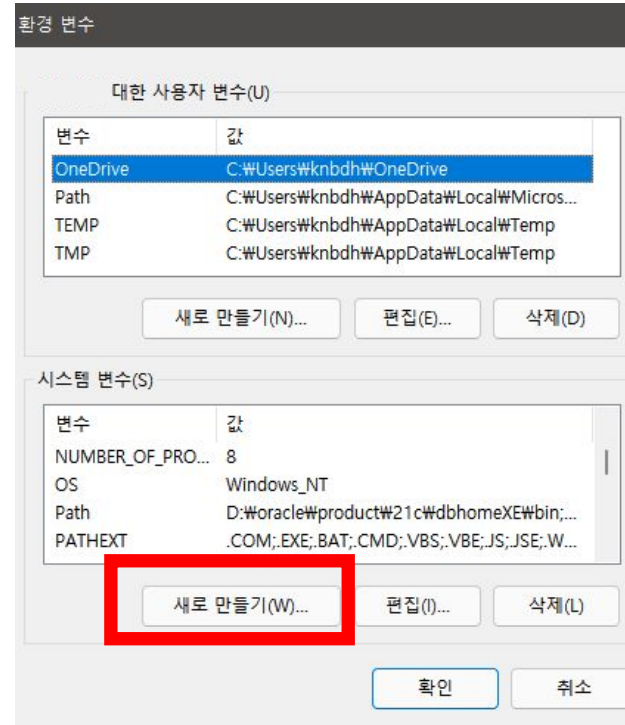 환경 변수
대한 사용자 변수(U)
변수 값
OneDrive C:₩Users₩knbdh₩OneDrive
Path C:₩Users₩knbdh₩AppData₩Local₩Micros...
TEMP C:₩Users₩knbdh₩AppData₩Local₩Temp
TMP C:₩Users₩knbdh₩AppData₩Local₩Temp
새로 만들기(N)... 편집(E)... 삭제(D)
시스템 변수(S)
변수 값
NUMBER_OF_PRO... 8
OS Windows_NT
Path D:₩oracle₩product₩21c₩dbhomeXE₩bin;...
PATHEXT .COM;.EXE;.BAT;.CMD;.VBS;.VBE;.JS;.JSE;.W...
새로 만들기(W)... 편집(I)... 삭제(L)
확인 취소